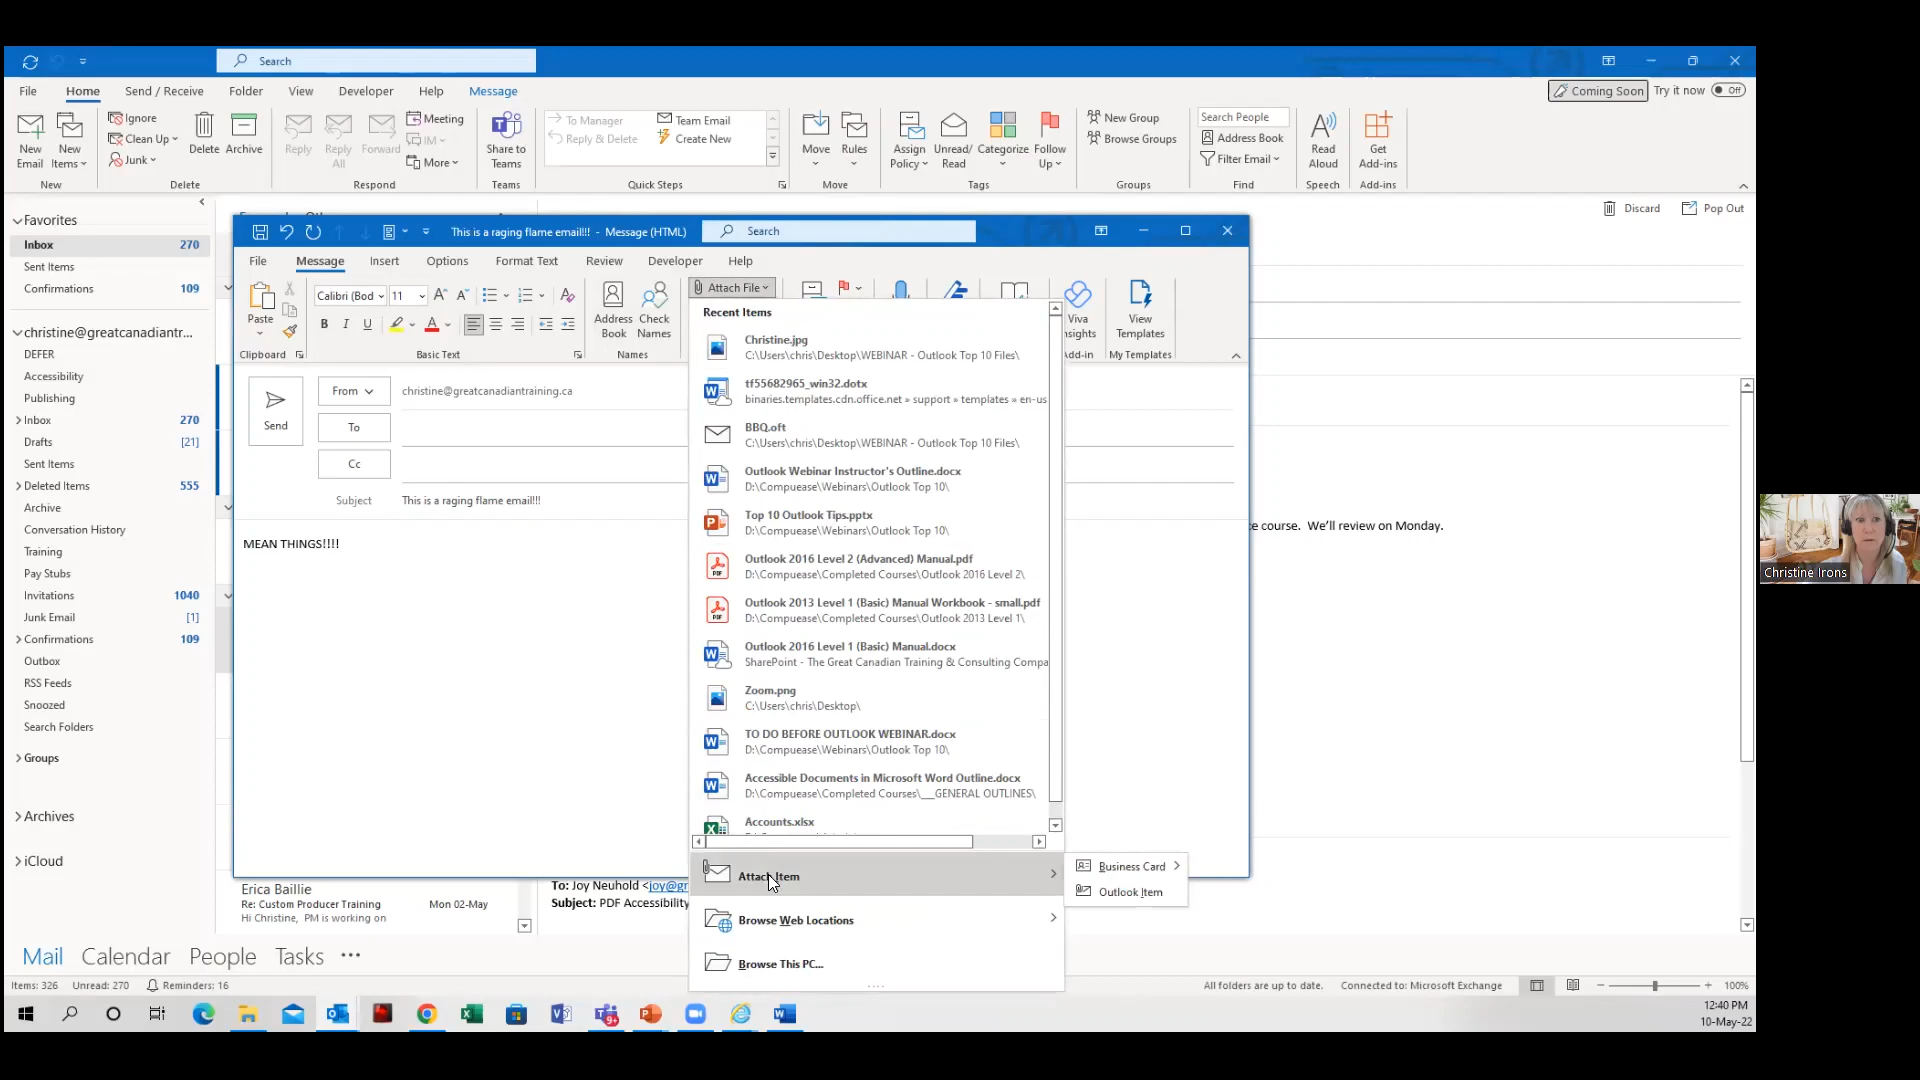 Search
File Home Send / Receive Folder View Developer Help Message
Coming Soon Try it now Off
New Email
New Items
Ignore
Clean Up
Junk
Delete
Archive
Reply
Reply All
Forward
Meeting
IM
More
Share to Teams
To Manager
Reply & Delete
Team Email
Create New
Move
Rules
Assign Policy
Unread/ Read
Categorize
Follow Up
New Group
Browse Groups
Search People
Address Book
Filter Email
Read Aloud
Get Add-ins
New Delete Respond Teams Quick Steps Move Tags Groups Find Speech Add-ins
Discard Pop Out
Favorites
Inbox 270
Sent Items
Confirmations 109
christine@greatcanadiantr...
DEFER
Accessibility
Publishing
Inbox 270
Drafts [21]
Sent Items
Deleted Items 555
Archive
Conversation History
Training
Pay Stubs
Invitations 1040
Junk Email [1]
Confirmations 109
Outbox
RSS Feeds
Snoozed
Search Folders
Groups
Archives
iCloud
This is a raging flame email!!! - Message (HTML)
Search
File Message Insert Options Format Text Review Developer Help
Paste
Calibri (Bod 11
B I U
Address Book
Check Names
Attach File
Viva
nsights
View Templates
Clipboard Basic Text Names dd-in My Templates
Send
From christine@greatcanadiantraining.ca
To
Cc
Subject This is a raging flame email!!!
MEAN THINGS!!!!
Recent Items
Christine.jpg
C:\Users\chris\Desktop\WEBINAR - Outlook Top 10 Files\
tf55682965_win32.dotx
binaries.templates.cdn.office.net » support » templates » en-us
BBQ.oft
C:\Users\chris\Desktop\WEBINAR - Outlook Top 10 Files\
Outlook Webinar Instructor's Outline.docx
D:\Compuease\Webinars\Outlook Top 10\
Top 10 Outlook Tips.pptx
D:\Compuease\Webinars\Outlook Top 10\
Outlook 2016 Level 2 (Advanced) Manual.pdf
D:\Compuease\Completed Courses\Outlook 2016 Level 2\
Outlook 2013 Level 1 (Basic) Manual Workbook - small.pdf
D:\Compuease\Completed Courses\Outlook 2013 Level 1\
Outlook 2016 Level 1 (Basic) Manual.docx
SharePoint - The Great Canadian Training & Consulting Compa
Zoom.png
C:\Users\chris\Desktop\
TO DO BEFORE OUTLOOK WEBINAR.docx
D:\Compuease\Webinars\Outlook Top 10\
Accessible Documents in Microsoft Word Outline.docx
D:\Compuease\Completed Courses\___GENERAL OUTLINES\
Accounts.xlsx
Attach Item
Browse Web Locations
Browse This PC...
Business Card
Outlook Item
e course. We'll review on Monday.
Christine Irons
Erica Baillie
Re: Custom Producer Training Mon 02-May
Hi Christine, PM is working on
To: Joy Neuhold <joy@gr
Subject: PDF Accessibility
Mail Calendar People Tasks ...
Items: 326 Unread: 270 Reminders: 16
All folders are up to date. Connected to: Microsoft Exchange 100%
12:40 PM
10-May-22